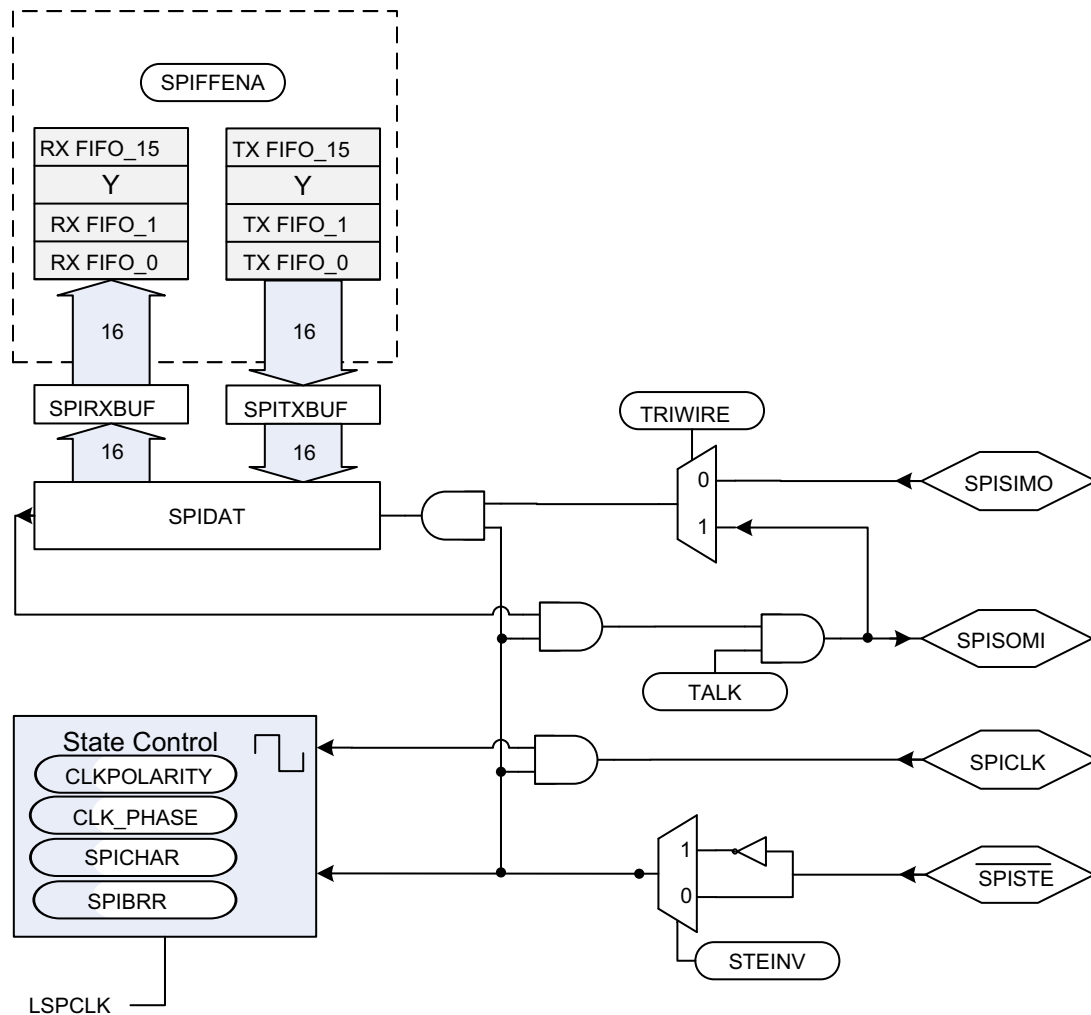 SPIFFENA
RX FIFO_15
Y
RX FIFO_1
RX FIFO_0
TX FIFO_15
Y
TX FIFO_1
TX FIFO_0
16
16
SPIRXBUF
SPITXBUF
16
16
SPIDAT
TRIWIRE
0
1
SPISIMO
SPISOMI
TALK
State Control
CLKPOLARITY
CLK_PHASE
SPICHAR
SPIBRR
SPICLK
1
0
SPISTE
STEINV
LSPCLK